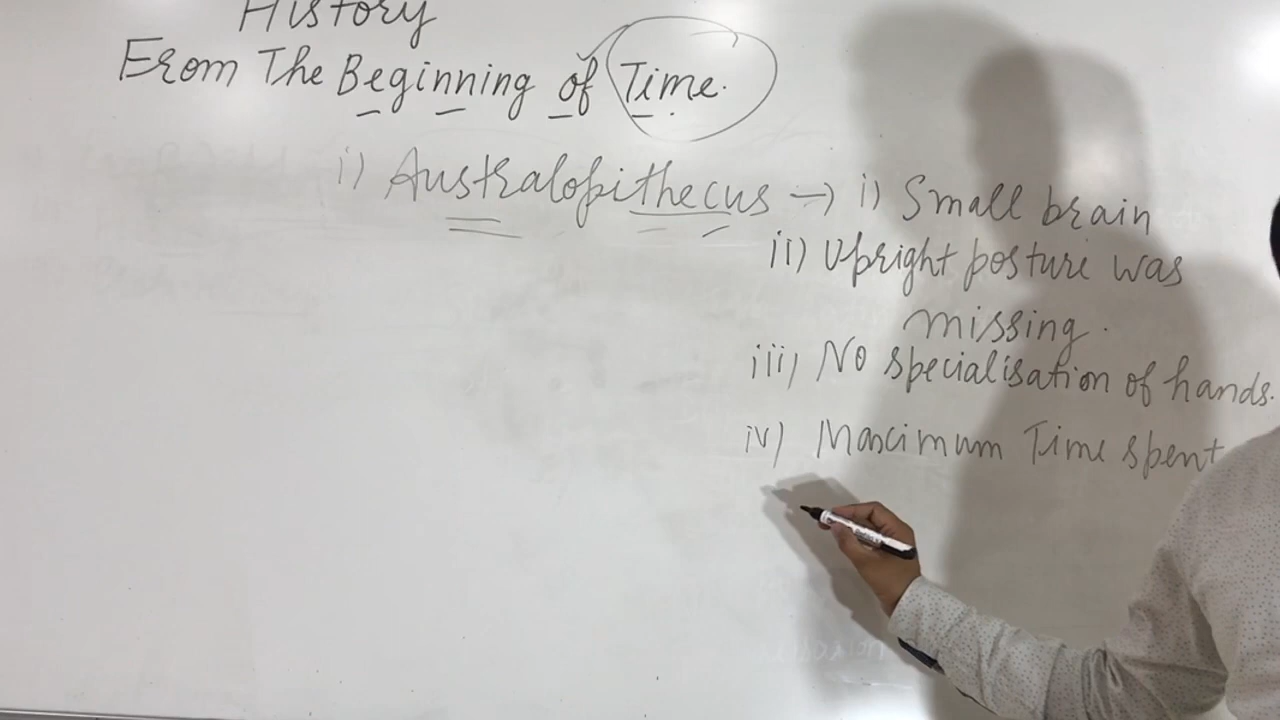 History
From The Beginning of Time.
i) Australopithecus → i) Small brain
ii) Upright posture was
missing.
iii) No specialisation of hands.
iv) Maximum Time spent